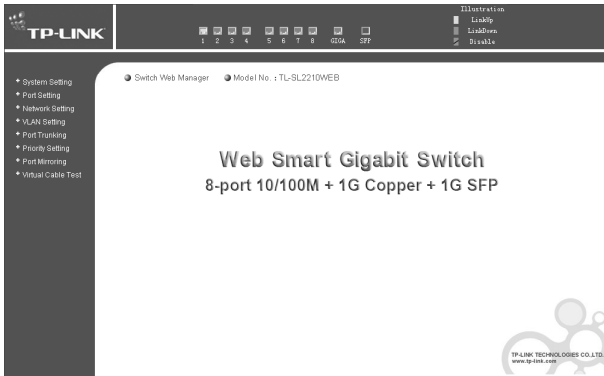 TP-LINK
1 2 3 4 5 6 7 8 GIGA SFP
Illustration
LinkUp
LinkDown
Disable
System Setting
Port Setting
Network Setting
VLAN Setting
Port Trunking
Priority Setting
Port Mirroring
Virtual Cable Test
Switch Web Manager Model No. : TL-SL2210WEB
Web Smart Gigabit Switch
8-port 10/100M + 1G Copper + 1G SFP
TP-LINK TECHNOLOGIES CO.,LTD.
www.tp-link.com